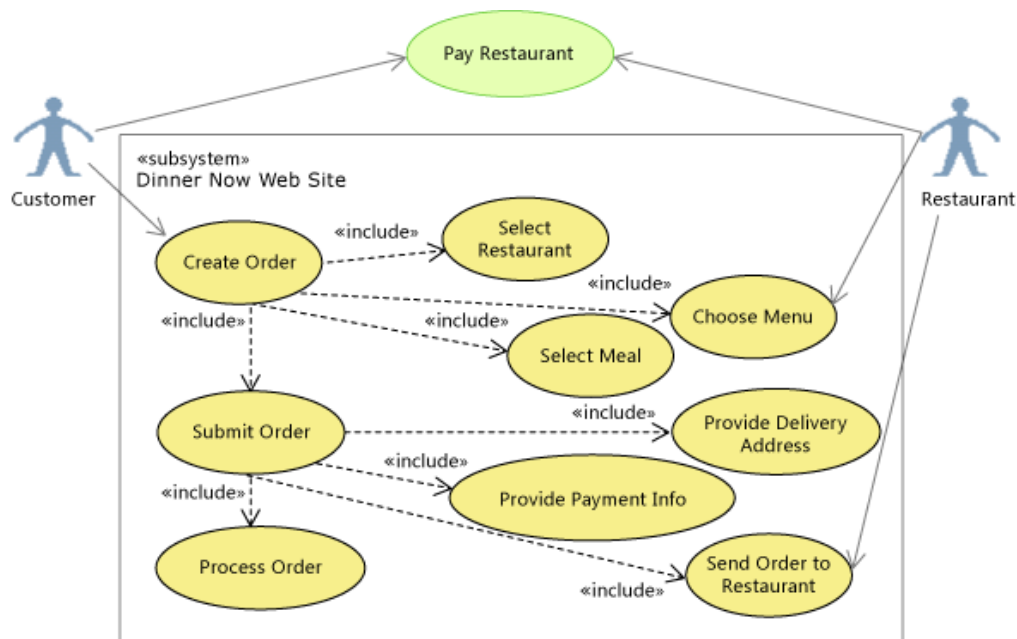 Pay Restaurant
«subsystem»
Dinner Now Web Site
Customer
Restaurant
Select
Restaurant
«include»
Create Order
«include»
Choose Menu
«include»
«include»
Select Meal
Submit Order
«include»
Provide Delivery
Address
«include»
Provide Payment Info
«include»
Process Order
Send Order to
Restaurant
«include»